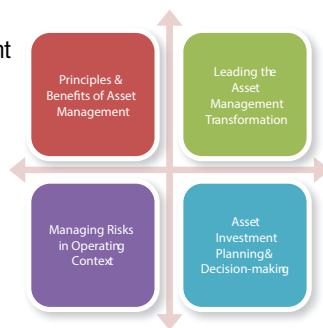 nt
Principles &
Benefits of Asset
Management
Leading the
Asset
Management
Transformation
Managing Risks
in Operating
Context
Asset
Investment
Planning &
Decision-making